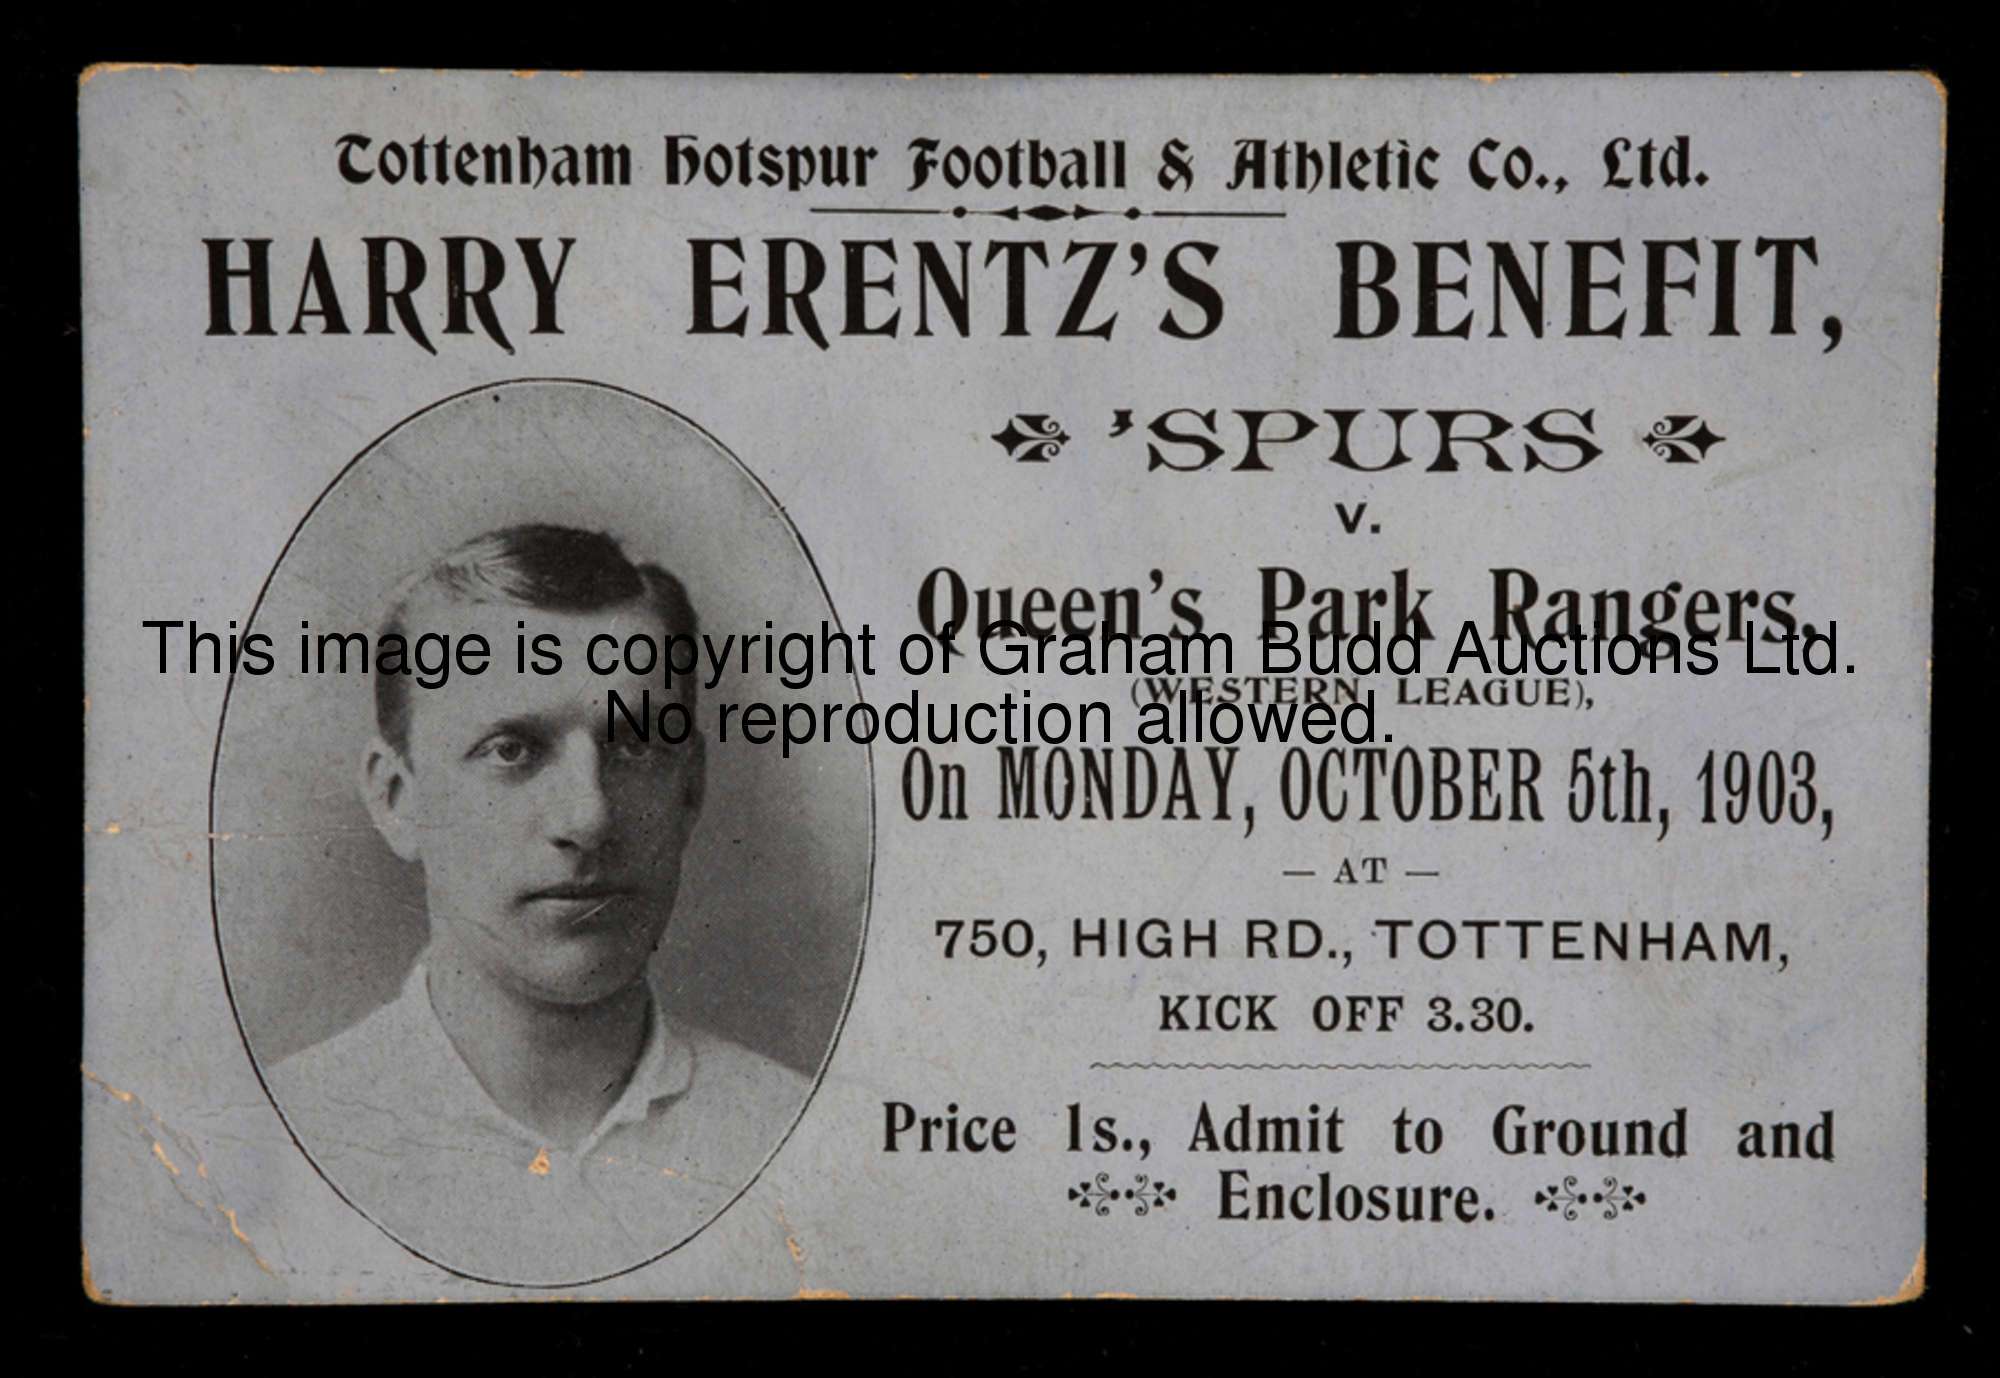 Tottenham Hotspur Football & Athletic Co., Ltd.
HARRY ERENTZ'S BENEFIT,
'SPURS
v.
Queen's Park Rangers,
This image is copyright of Graham Budd Auctions Ltd.
(WESTERN LEAGUE),
No reproduction allowed.
On MONDAY, OCTOBER 5th, 1903,
— AT —
750, HIGH RD., TOTTENHAM,
KICK OFF 3.30.
Price 1s., Admit to Ground and
Enclosure.